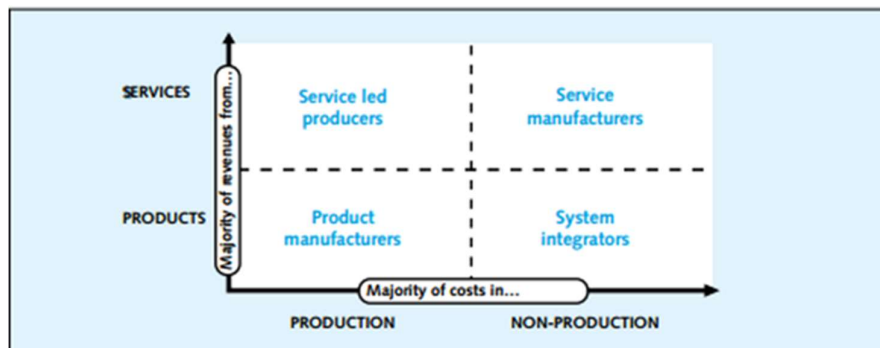 SERVICES
PRODUCTS
Majority of revenues from...
Service led
producers
Service
manufacturers
Product
manufacturers
System
integrators
Majority of costs in...
PRODUCTION
NON-PRODUCTION